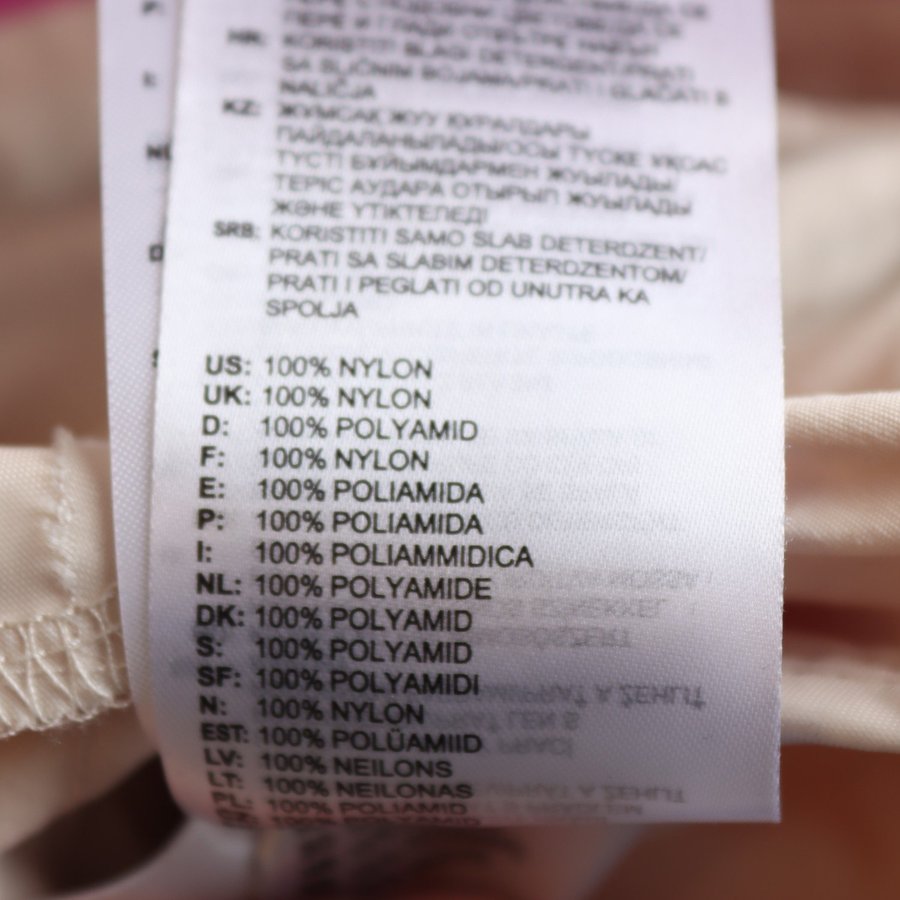 HR: KORISTITI BLAGI DETERDENT/PRATI
SA SLIČNIM BOJAMA/PRATI I GLAČATI S
NALIČJA
KZ: ЖҰМСАҚ ЖУУ ҚҰРАЛДАРЫ
ПАЙДАЛАНЫЛАДЫ/ОСЫ ТҮСКЕ ҰҚСАС
ТҮСТІ БҰЙЫМДАРМЕН ЖУЫЛАДЫ/
ТЕРІС АУДАРА ОТЫРЫП ЖУЫЛАДЫ
ЖӘНЕ ҮТІКТЕЛЕДІ
SRB: KORISTITI SAMO SLAB DETERDZENT/
PRATI SA SLABIM DETERDZENTOM/
PRATI I PEGLATI OD UNUTRA KA
SPOLJA
US: 100% NYLON
UK: 100% NYLON
D: 100% POLYAMID
F: 100% NYLON
E: 100% POLIAMIDA
P: 100% POLIAMIDA
I: 100% POLIAMMIDICA
NL: 100% POLYAMIDE
DK: 100% POLYAMID
S: 100% POLYAMID
SF: 100% POLYAMIDI
N: 100% NYLON
EST: 100% POLÜAMIID
LV: 100% NEILONS
LT: 100% NEILONAS
PL: 100% POLIAMID